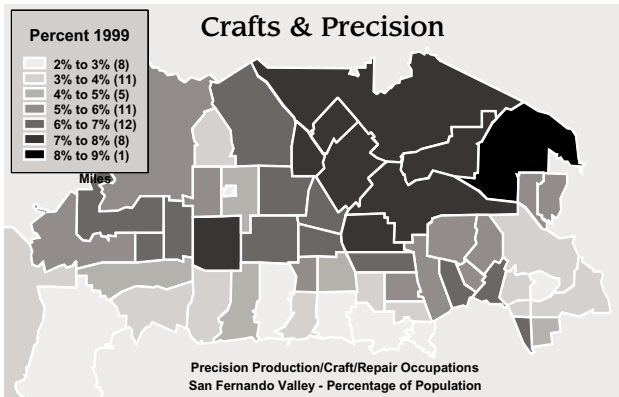 Crafts & Precision
Percent 1999
2% to 3% (8)
3% to 4% (11)
4% to 5% (5)
5% to 6% (11)
6% to 7% (12)
7% to 8% (8)
8% to 9% (1)
Miles
Precision Production/Craft/Repair Occupations
San Fernando Valley - Percentage of Population